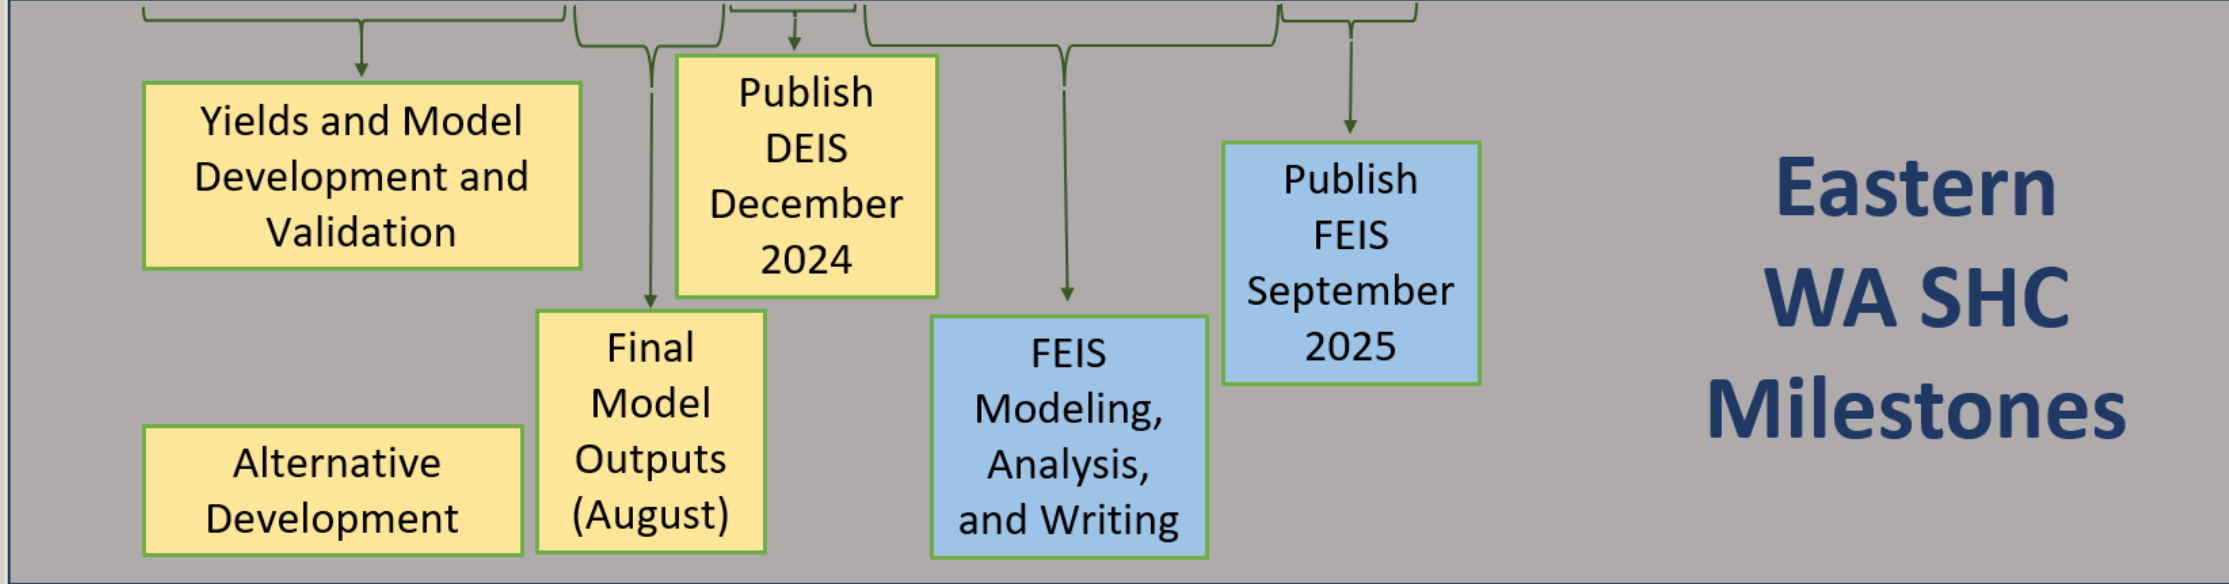 Yields and Model
Development and
Validation
Alternative
Development
Final
Model
Outputs
(August)
Publish
DEIS
December
2024
FEIS
Modeling,
Analysis,
and Writing
Publish
FEIS
September
2025
Eastern
WA SHC
Milestones